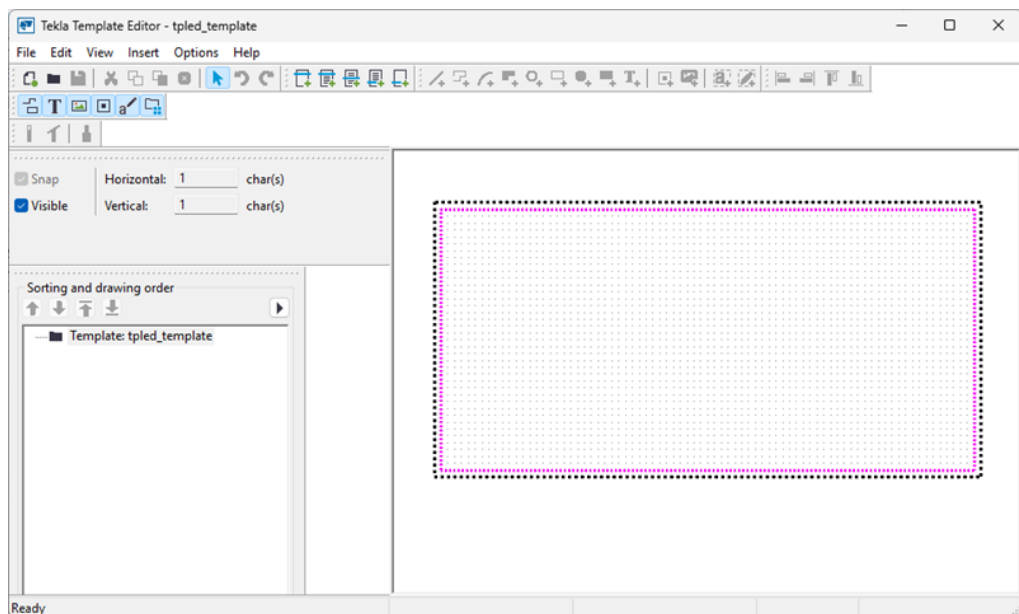 Tekla Template Editor - tpled_template
File Edit View Insert Options Help
Snap Horizontal: 1 char(s)
Visible Vertical: 1 char(s)
Sorting and drawing order
Template: tpled_template
Ready